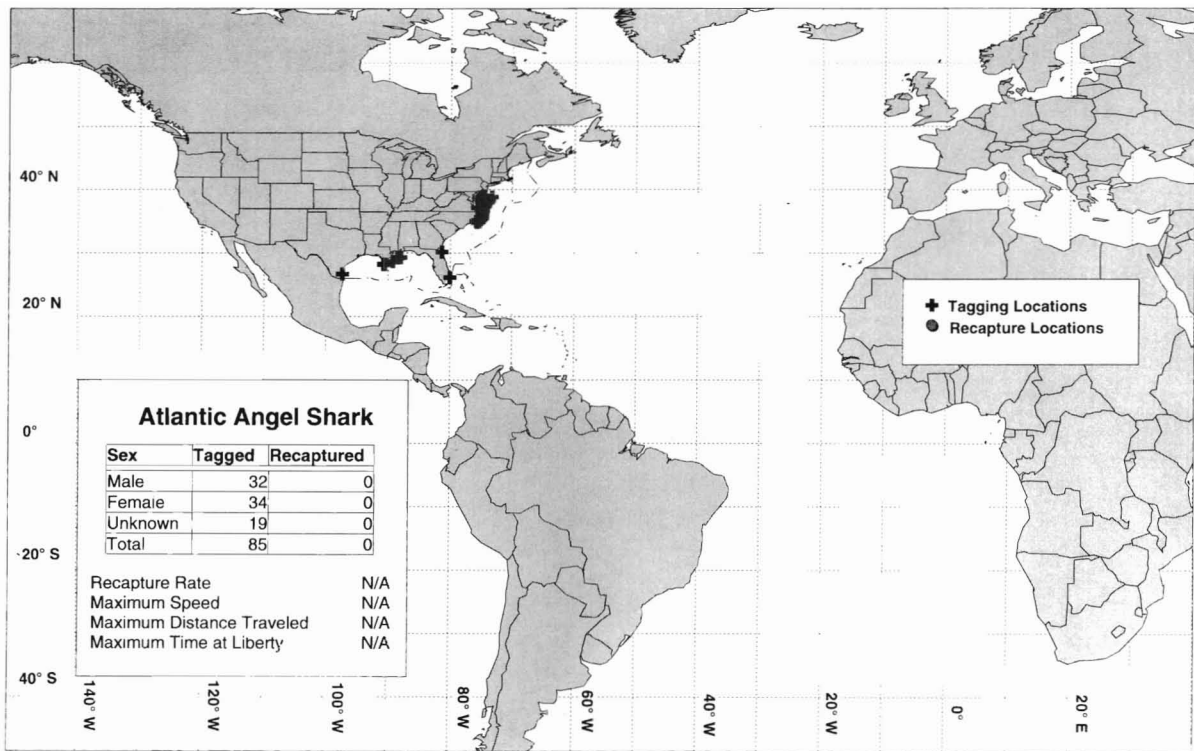 40° N
20° N
0°
20° S
40° S
Tagging Locations
Recapture Locations
Atlantic Angel Shark
Sex Tagged Recaptured
Male 32 0
Female 34 0
Unknown 19 0
Total 85 0
Recapture Rate N/A
Maximum Speed N/A
Maximum Distance Traveled N/A
Maximum Time at Liberty N/A
140° W
120° W
100° W
80° W
60° W
40° W
20° W
0°
20° E